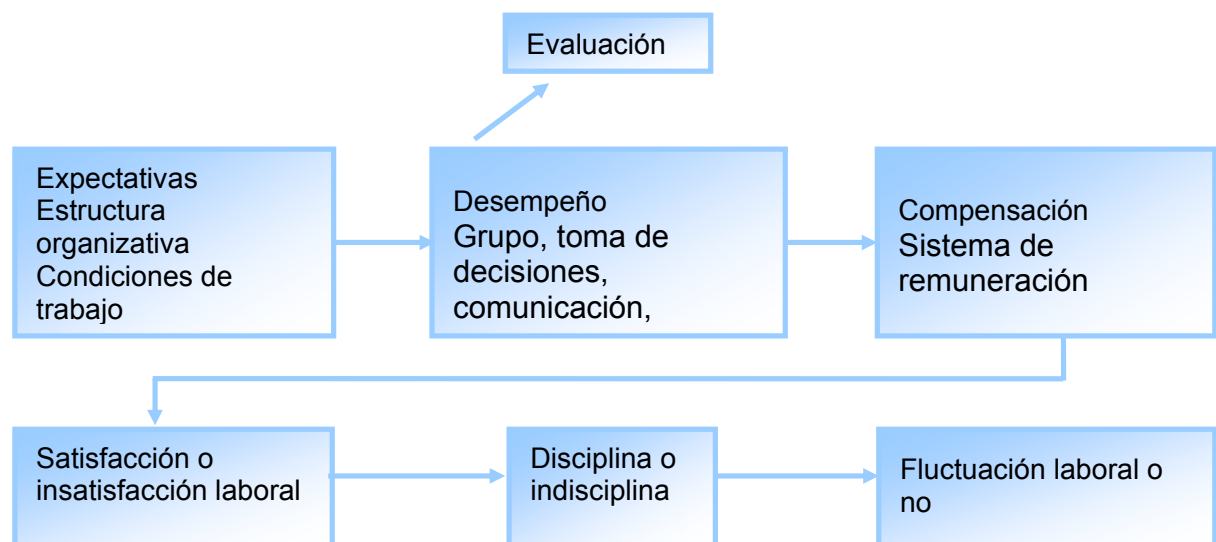 Evaluación
Expectativas
Estructura
organizativa
Condiciones de
trabajo
Desempeño
Grupo, toma de
decisiones,
comunicación,
Compensación
Sistema de
remuneración
Satisfacción o
insatisfacción laboral
Disciplina o
indisciplina
Fluctuación laboral o
no